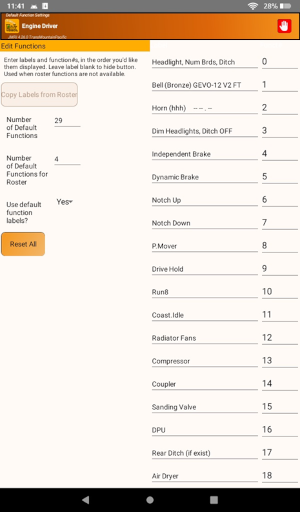 11:41
28%
Default Function Settings
Engine Driver
Edit Functions
Enter labels and function#s, in the order you'd like
them displayed. Leave label blank to hide button.
Used when roster functions are not available.
Copy Labels from Roster
Number
of Default
Functions
29
Number
of Default
Functions for
Roster
4
Use default
function
labels?
Yes
Reset All
Headlight, Num Brds, Ditch 0
Bell (Bronze) GEVO-12 V2 FT 1
Horn (hhh) -- -- . -- 2
Dim Headlights, Ditch OFF 3
Independent Brake 4
Dynamic Brake 5
Notch Up 6
Notch Down 7
P.Mover 8
Drive Hold 9
Run8 10
Coast.Idle 11
Radiator Fans 12
Compressor 13
Coupler 14
Sanding Valve 15
DPU 16
Rear Ditch (if exist) 17
Air Dryer 18